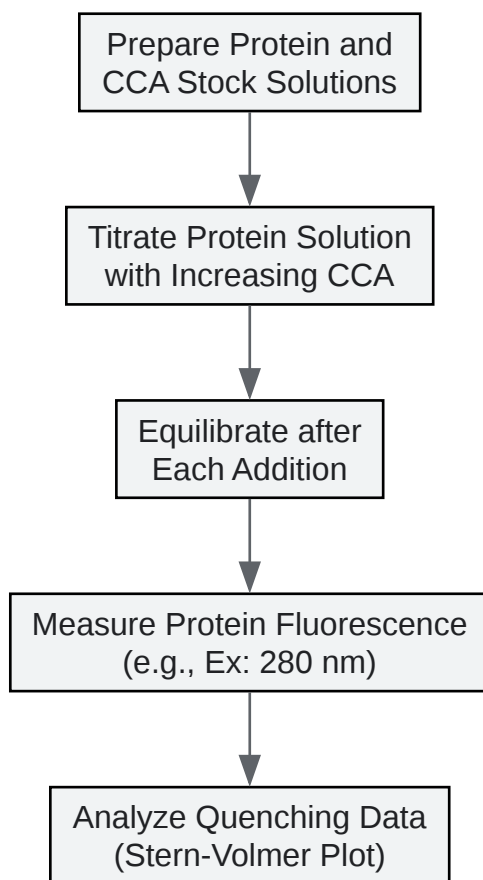 Prepare Protein and
CCA Stock Solutions
Titrate Protein Solution
with Increasing CCA
Equilibrate after
Each Addition
Measure Protein Fluorescence
(e.g., Ex: 280 nm)
Analyze Quenching Data
(Stern-Volmer Plot)